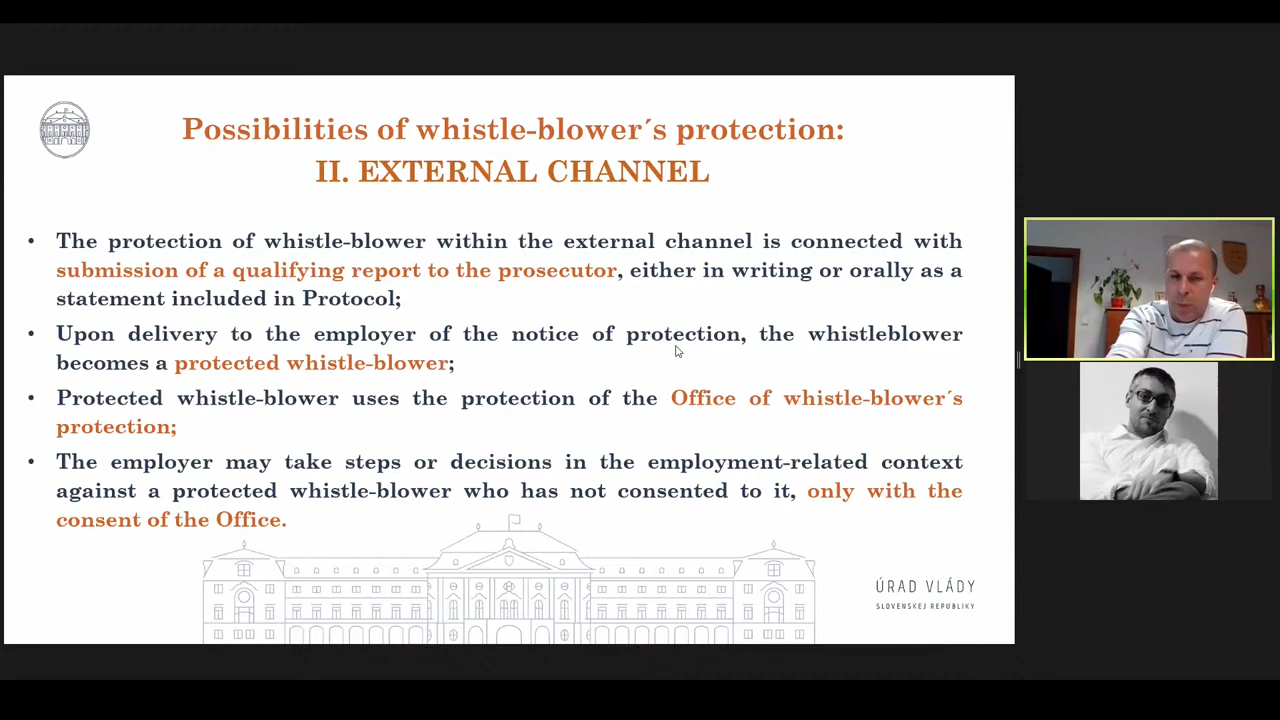 Possibilities of whistle-blower´s protection:
II. EXTERNAL CHANNEL
• The protection of whistle-blower within the external channel is connected with
submission of a qualifying report to the prosecutor, either in writing or orally as a
statement included in Protocol;
• Upon delivery to the employer of the notice of protection, the whistleblower
becomes a protected whistle-blower;
• Protected whistle-blower uses the protection of the Office of whistle-blower´s
protection;
• The employer may take steps or decisions in the employment-related context
against a protected whistle-blower who has not consented to it, only with the
consent of the Office.
ÚRAD VLÁDY
SLOVENSKEJ REPUBLIKY